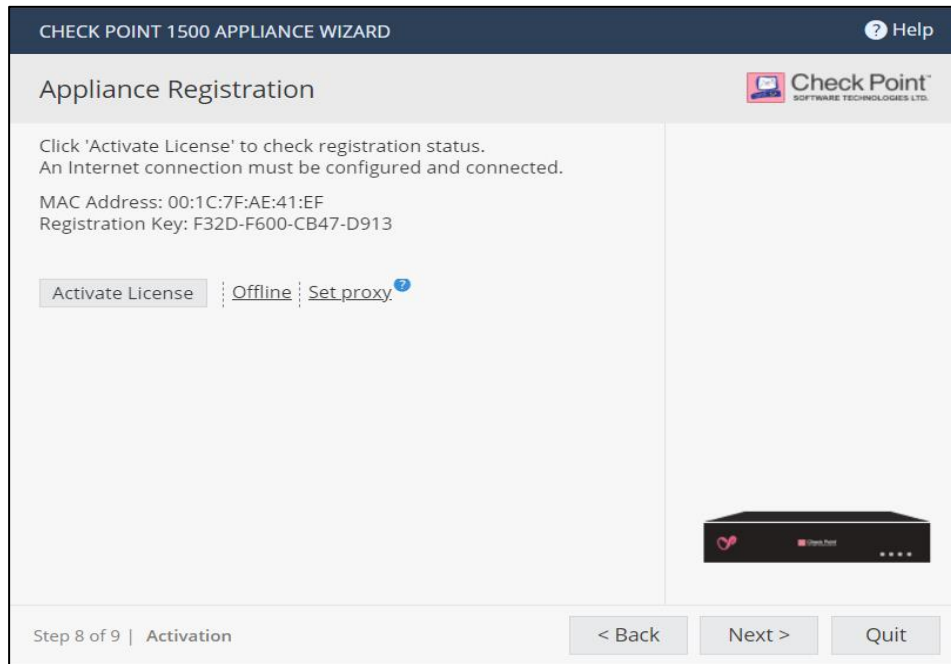 CHECK POINT 1500 APPLIANCE WIZARD
? Help
Appliance Registration
Check Point™
SOFTWARE TECHNOLOGIES LTD.
Click 'Activate License' to check registration status.
An Internet connection must be configured and connected.
MAC Address: 00:1C:7F:AE:41:EF
Registration Key: F32D-F600-CB47-D913
Activate License
Offline
Set proxy ?
Check Point
Step 8 of 9 | Activation
< Back
Next >
Quit